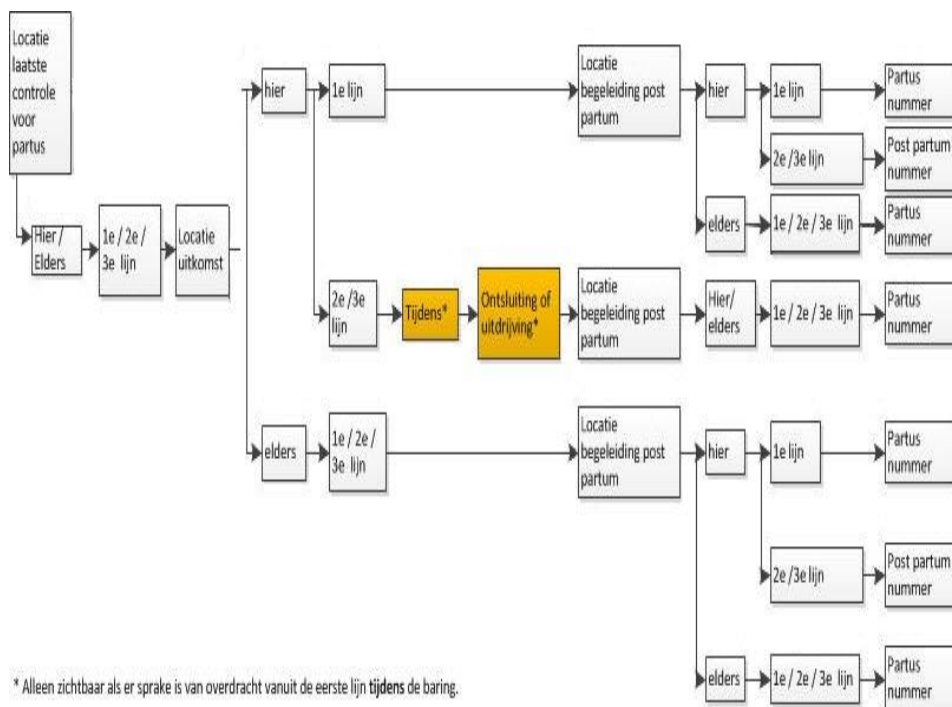 Locatie
laatste
controle
voor
partus
Hier /
Elders
1e / 2e /
3e lijn
Locatie
uitkomst
hier
1e lijn
Locatie
begeleiding post
partum
hier
1e lijn
Partus
nummer
2e /3e lijn
Post partum
nummer
elders
1e / 2e / 3e lijn
Partus
nummer
2e /3e
lijn
Tijdens*
Ontsluiting of
uitdrijving*
Locatie
begeleiding post
partum
Hier/
elders
1e / 2e / 3e lijn
Partus
nummer
elders
1e / 2e /
3e lijn
Locatie
begeleiding post
partum
hier
1e lijn
Partus
nummer
2e /3e lijn
Post partum
nummer
elders
1e / 2e / 3e lijn
Partus
nummer
* Alleen zichtbaar als er sprake is van overdracht vanuit de eerste lijn tijdens de baring.